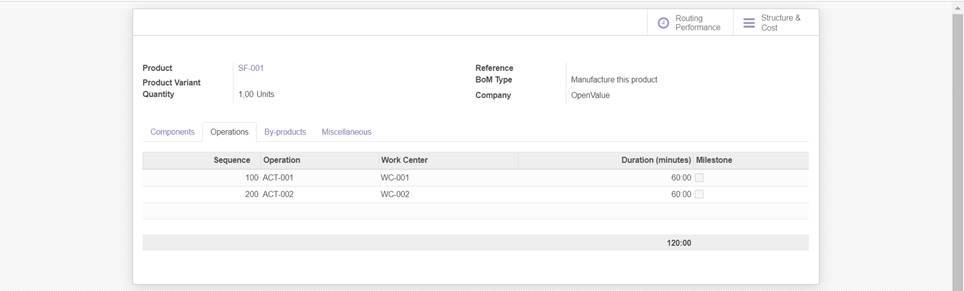 Routing Performance
Structure & Cost
Product SF-001
Reference
Product Variant
BoM Type Manufacture this product
Quantity 1,00 Units
Company OpenValue
Components Operations By-products Miscellaneous
Sequence Operation Work Center Duration (minutes) Milestone
100 ACT-001 WC-001 60:00
200 ACT-002 WC-002 60:00
120:00